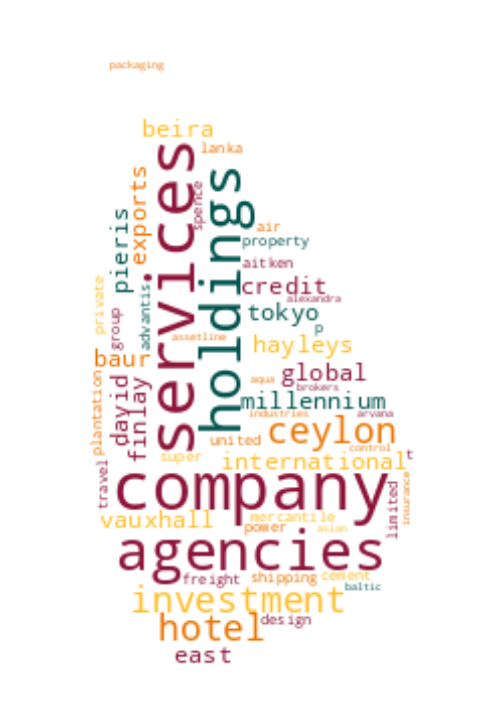 packaging
beira
lanka
services
holdings
exports
spence
pieris
air
property
aitken
credit
alexandra
private
advantis
group
tokyo
p
assetline
hayleys
baur
global
aqua
brokers
plantation
david
finlay
millennium
industries
arvana
ceylon
united
control
super
international
t
travel
company
limited
insurance
vauxhall
mercantile
power
asian
agencies
freight
shipping
cement
baltic
investment
hotel
design
east